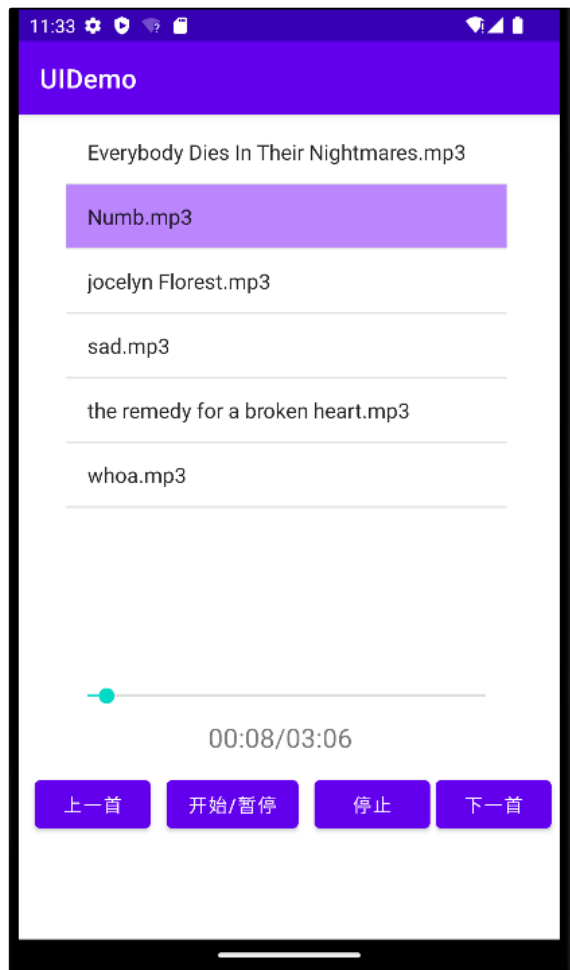 11:33
UIDemo
Everybody Dies In Their Nightmares.mp3
Numb.mp3
jocelyn Florest.mp3
sad.mp3
the remedy for a broken heart.mp3
whoa.mp3
00:08/03:06
上一首 开始/暂停 停止 下一首